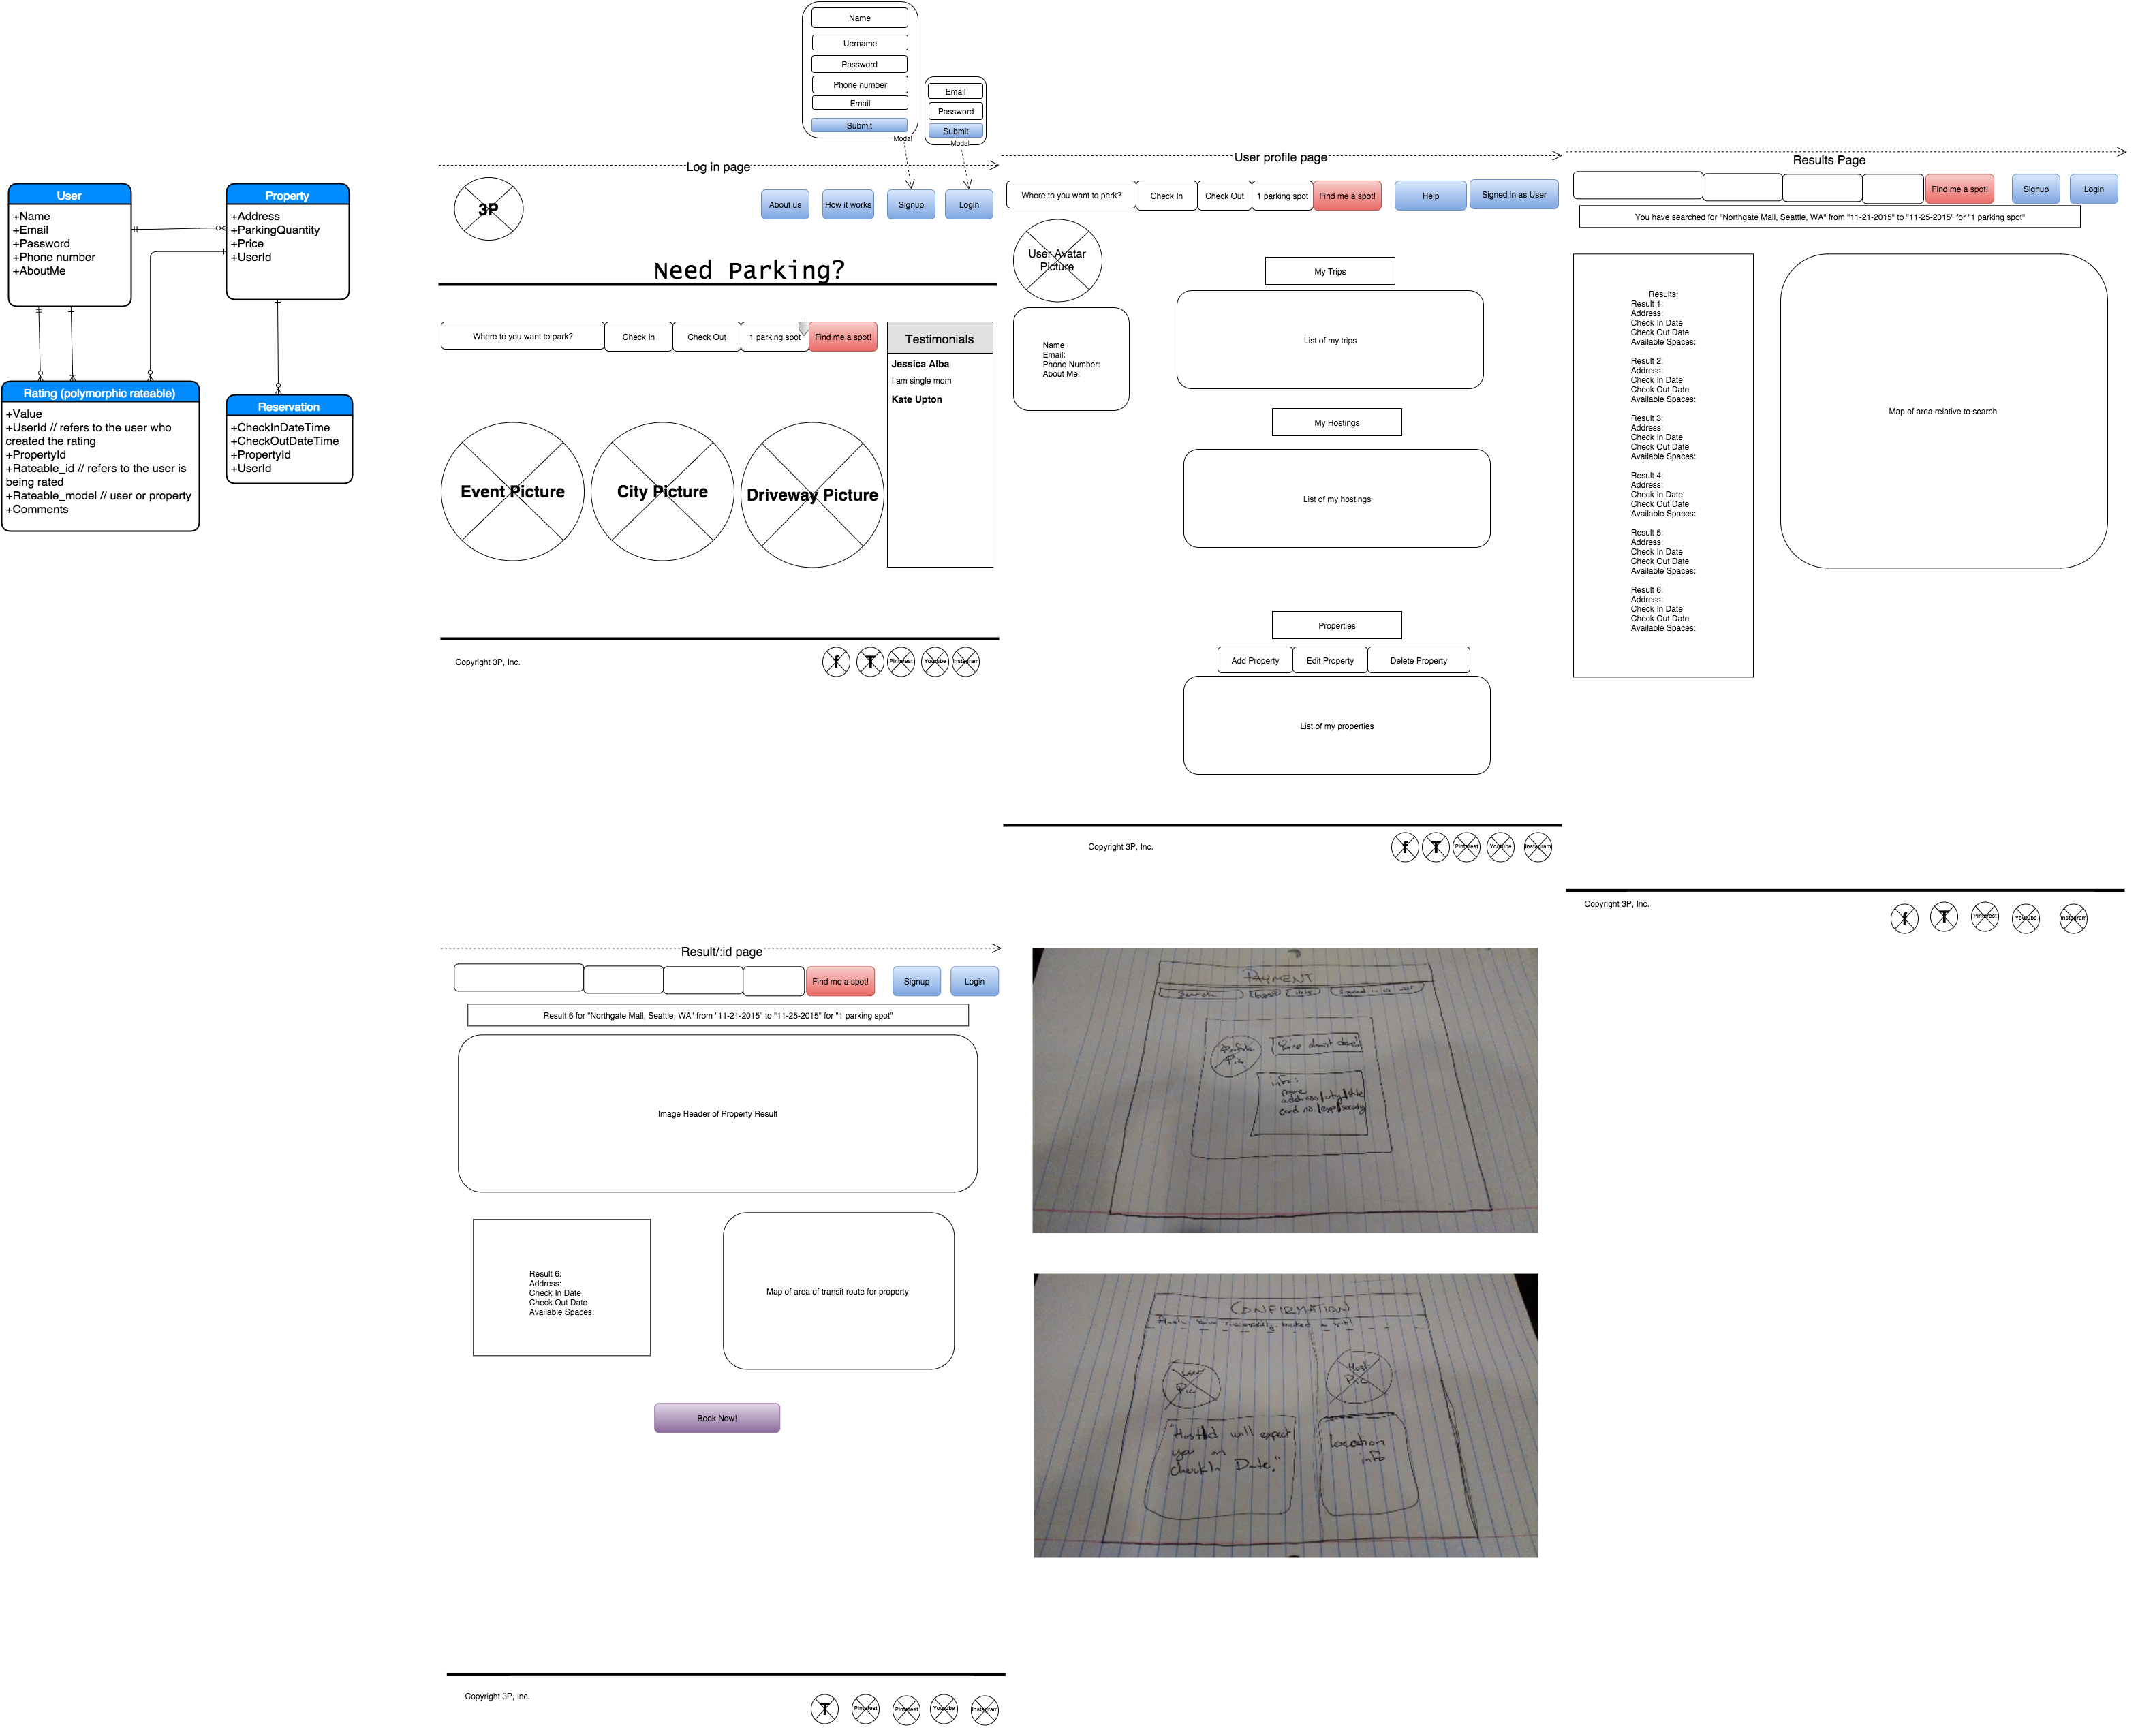 User
+Name
+Email
+Password
+Phone number
+AboutMe
Property
+Address
+ParkingQuantity
+Price
+UserId
Rating (polymorphic rateable)
+Value
+UserId // refers to the user who
created the rating
+PropertyId
+Rateable_id // refers to the user is
being rated
+Rateable_model // user or property
+Comments
Reservation
+CheckInDateTime
+CheckOutDateTime
+PropertyId
+UserId
Name
Uername
Password
Phone number
Email
Submit
Modal
Email
Password
Submit
Modal
Log in page
3P
About us
How it works
Signup
Login
Need Parking?
Where to you want to park?
Check In
Check Out
1 parking spot
Find me a spot!
Testimonials
Jessica Alba
I am single mom
Kate Upton
Event Picture
City Picture
Driveway Picture
Copyright 3P, Inc.
f
T
Pinterest
Youtube
Instagram
User profile page
Where to you want to park?
Check In
Check Out
1 parking spot
Find me a spot!
Help
Signed in as User
User Avatar
Picture
Name:
Email:
Phone Number:
About Me:
My Trips
List of my trips
My Hostings
List of my hostings
Properties
Add Property
Edit Property
Delete Property
List of my properties
Copyright 3P, Inc.
f
T
Pinterest
Youtube
Instagram
Results Page
Find me a spot!
Signup
Login
You have searched for "Northgate Mall, Seattle, WA" from "11-21-2015" to "11-25-2015" for "1 parking spot"
Results:
Result 1:
Address:
Check In Date
Check Out Date
Available Spaces:
Result 2:
Address:
Check In Date
Check Out Date
Available Spaces:
Result 3:
Address:
Check In Date
Check Out Date
Available Spaces:
Result 4:
Address:
Check In Date
Check Out Date
Available Spaces:
Result 5:
Address:
Check In Date
Check Out Date
Available Spaces:
Result 6:
Address:
Check In Date
Check Out Date
Available Spaces:
Map of area relative to search
Copyright 3P, Inc.
f
T
Pinterest
Youtube
Instagram
Result/:id page
Find me a spot!
Signup
Login
Result 6 for "Northgate Mall, Seattle, WA" from "11-21-2015" to "11-25-2015" for "1 parking spot"
Image Header of Property Result
Result 6:
Address:
Check In Date
Check Out Date
Available Spaces:
Map of area of transit route for property
Book Now!
Copyright 3P, Inc.
T
Pinterest
Pinterest
Youtube
Instagram
PAYMENT
Search
Profile
Pic
You're almost done!
info:
name
address/city/state
card no./exp/security
CONFIRMATION
Flash: You successfully booked a spot!
User
Pic
Host
Pic
"HostId will expect
you on
checkIn Date."
location
info